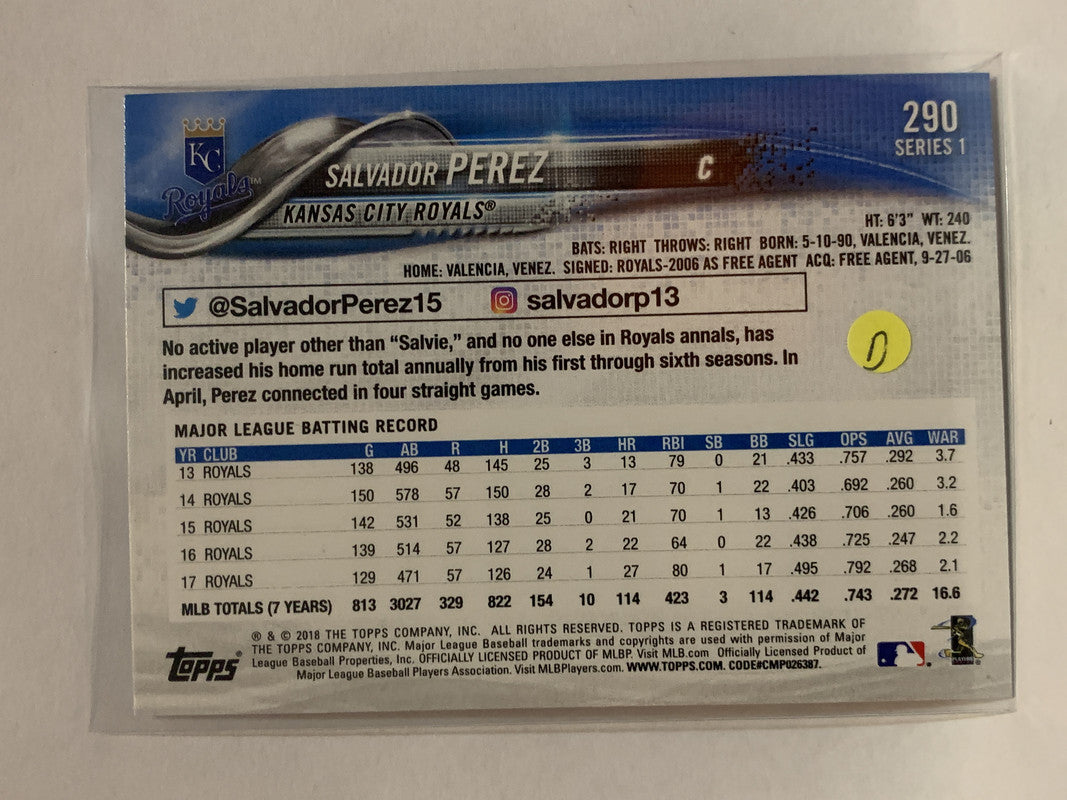 290
SERIES 1
KC
Royals™
SALVADOR PEREZ C
KANSAS CITY ROYALS®
HT: 6'3" WT: 240
BATS: RIGHT THROWS: RIGHT BORN: 5-10-90, VALENCIA, VENEZ.
HOME: VALENCIA, VENEZ. SIGNED: ROYALS-2006 AS FREE AGENT ACQ: FREE AGENT, 9-27-06
@SalvadorPerez15 salvadorp13
No active player other than “Salvie,” and no one else in Royals annals, has
increased his home run total annually from his first through sixth seasons. In
April, Perez connected in four straight games.
MAJOR LEAGUE BATTING RECORD
YR CLUB G AB R H 2B 3B HR RBI SB BB SLG OPS AVG WAR
13 ROYALS 138 496 48 145 25 3 13 79 0 21 .433 .757 .292 3.7
14 ROYALS 150 578 57 150 28 2 17 70 1 22 .403 .692 .260 3.2
15 ROYALS 142 531 52 138 25 0 21 70 1 13 .426 .706 .260 1.6
16 ROYALS 139 514 57 127 28 2 22 64 0 22 .438 .725 .247 2.2
17 ROYALS 129 471 57 126 24 1 27 80 1 17 .495 .792 .268 2.1
MLB TOTALS (7 YEARS) 813 3027 329 822 154 10 114 423 3 114 .442 .743 .272 16.6
® & © 2018 THE TOPPS COMPANY, INC. ALL RIGHTS RESERVED. TOPPS IS A REGISTERED TRADEMARK OF
THE TOPPS COMPANY, INC. Major League Baseball trademarks and copyrights are used with permission of Major
League Baseball Properties, Inc. OFFICIALLY LICENSED PRODUCT OF MLBP. Visit MLB.com Officially Licensed Product of
Major League Baseball Players Association. Visit MLBPlayers.com. WWW.TOPPS.COM. CODE#CMP026387.
Topps®